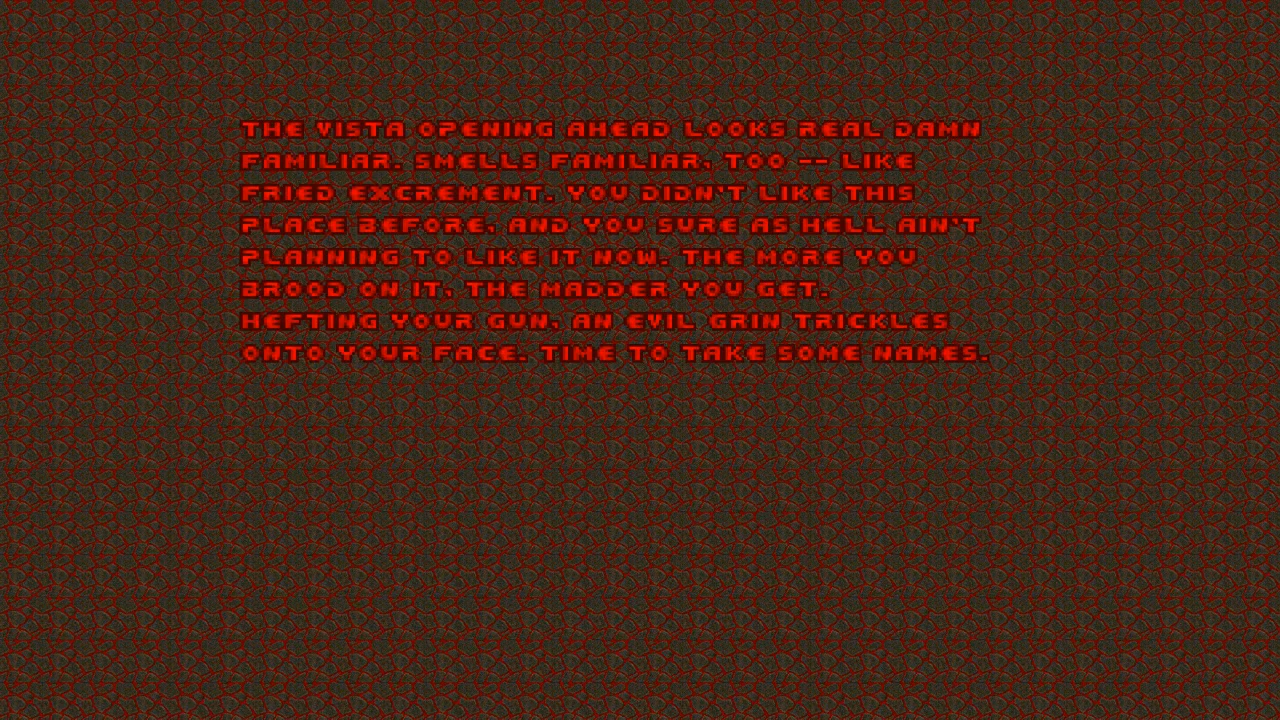 THE VISTA OPENING AHEAD LOOKS REAL DAMN
FAMILIAR. SMELLS FAMILIAR, TOO -- LIKE
FRIED EXCREMENT. YOU DIDN'T LIKE THIS
PLACE BEFORE, AND YOU SURE AS HELL AIN'T
PLANNING TO LIKE IT NOW. THE MORE YOU
BROOD ON IT, THE MADDER YOU GET.
HEFTING YOUR GUN, AN EVIL GRIN TRICKLES
ONTO YOUR FACE. TIME TO TAKE SOME NAMES.